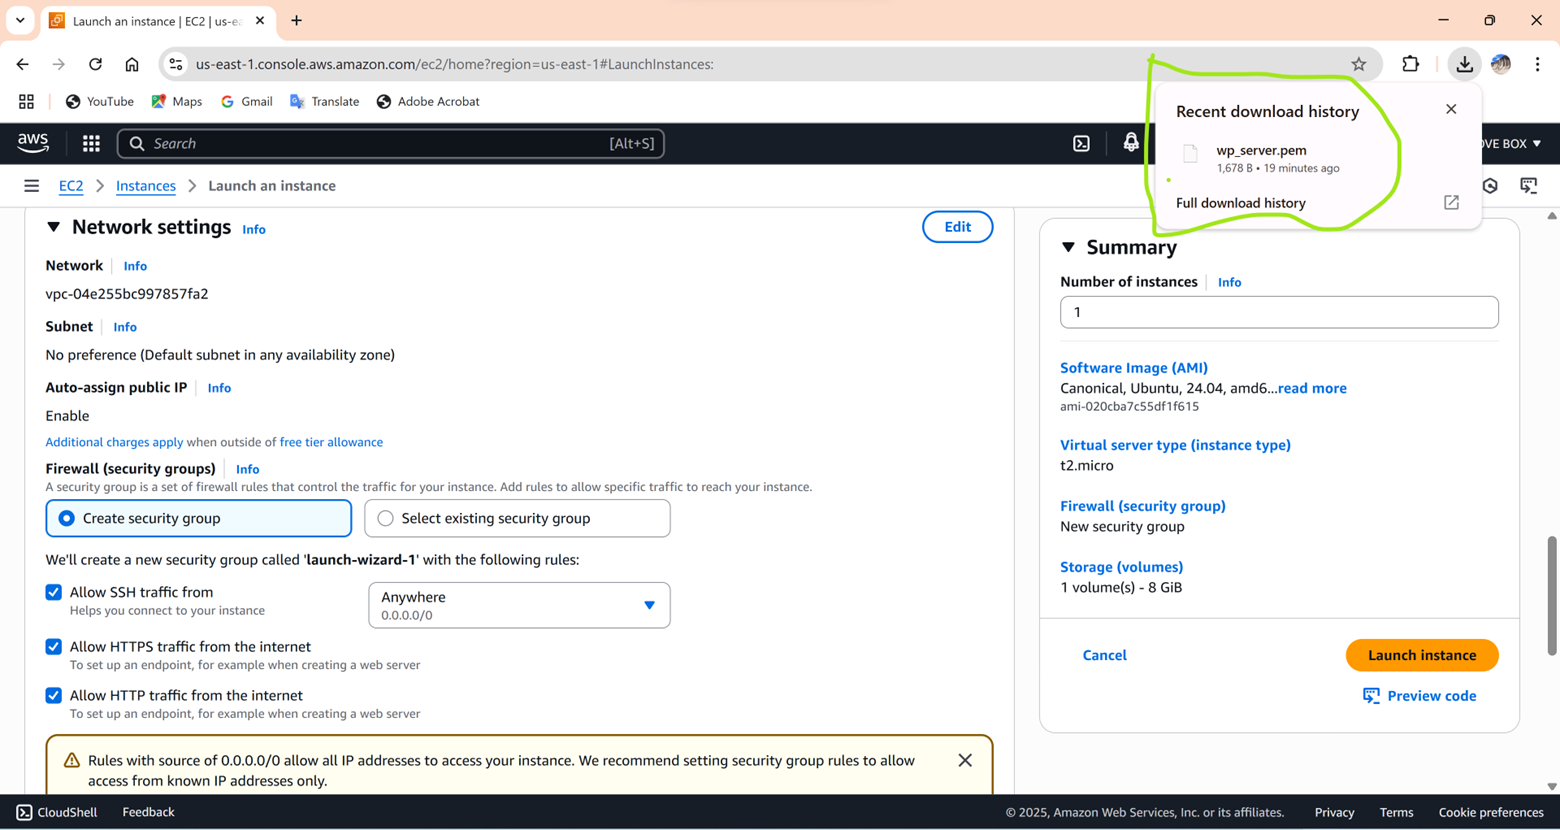 Launch an instance | EC2 | us-ea
us-east-1.console.aws.amazon.com/ec2/home?region=us-east-1#LaunchInstances:
YouTube
Maps
Gmail
Translate
Adobe Acrobat
Recent download history
wp_server.pem
1,678 B • 19 minutes ago
Full download history
aws
Search
[Alt+S]
OVE BOX
EC2
Instances
Launch an instance
Network settings Info
Edit
Network Info
vpc-04e255bc997857fa2
Subnet Info
No preference (Default subnet in any availability zone)
Auto-assign public IP Info
Enable
Additional charges apply when outside of free tier allowance
Firewall (security groups) Info
A security group is a set of firewall rules that control the traffic for your instance. Add rules to allow specific traffic to reach your instance.
Create security group
Select existing security group
We'll create a new security group called 'launch-wizard-1' with the following rules:
Allow SSH traffic from
Helps you connect to your instance
Anywhere
0.0.0.0/0
Allow HTTPS traffic from the internet
To set up an endpoint, for example when creating a web server
Allow HTTP traffic from the internet
To set up an endpoint, for example when creating a web server
Rules with source of 0.0.0.0/0 allow all IP addresses to access your instance. We recommend setting security group rules to allow
access from known IP addresses only.
Summary
Number of instances Info
1
Software Image (AMI)
Canonical, Ubuntu, 24.04, amd6...read more
ami-020cba7c55df1f615
Virtual server type (instance type)
t2.micro
Firewall (security group)
New security group
Storage (volumes)
1 volume(s) - 8 GiB
Cancel
Launch instance
Preview code
CloudShell
Feedback
© 2025, Amazon Web Services, Inc. or its affiliates.
Privacy
Terms
Cookie preferences